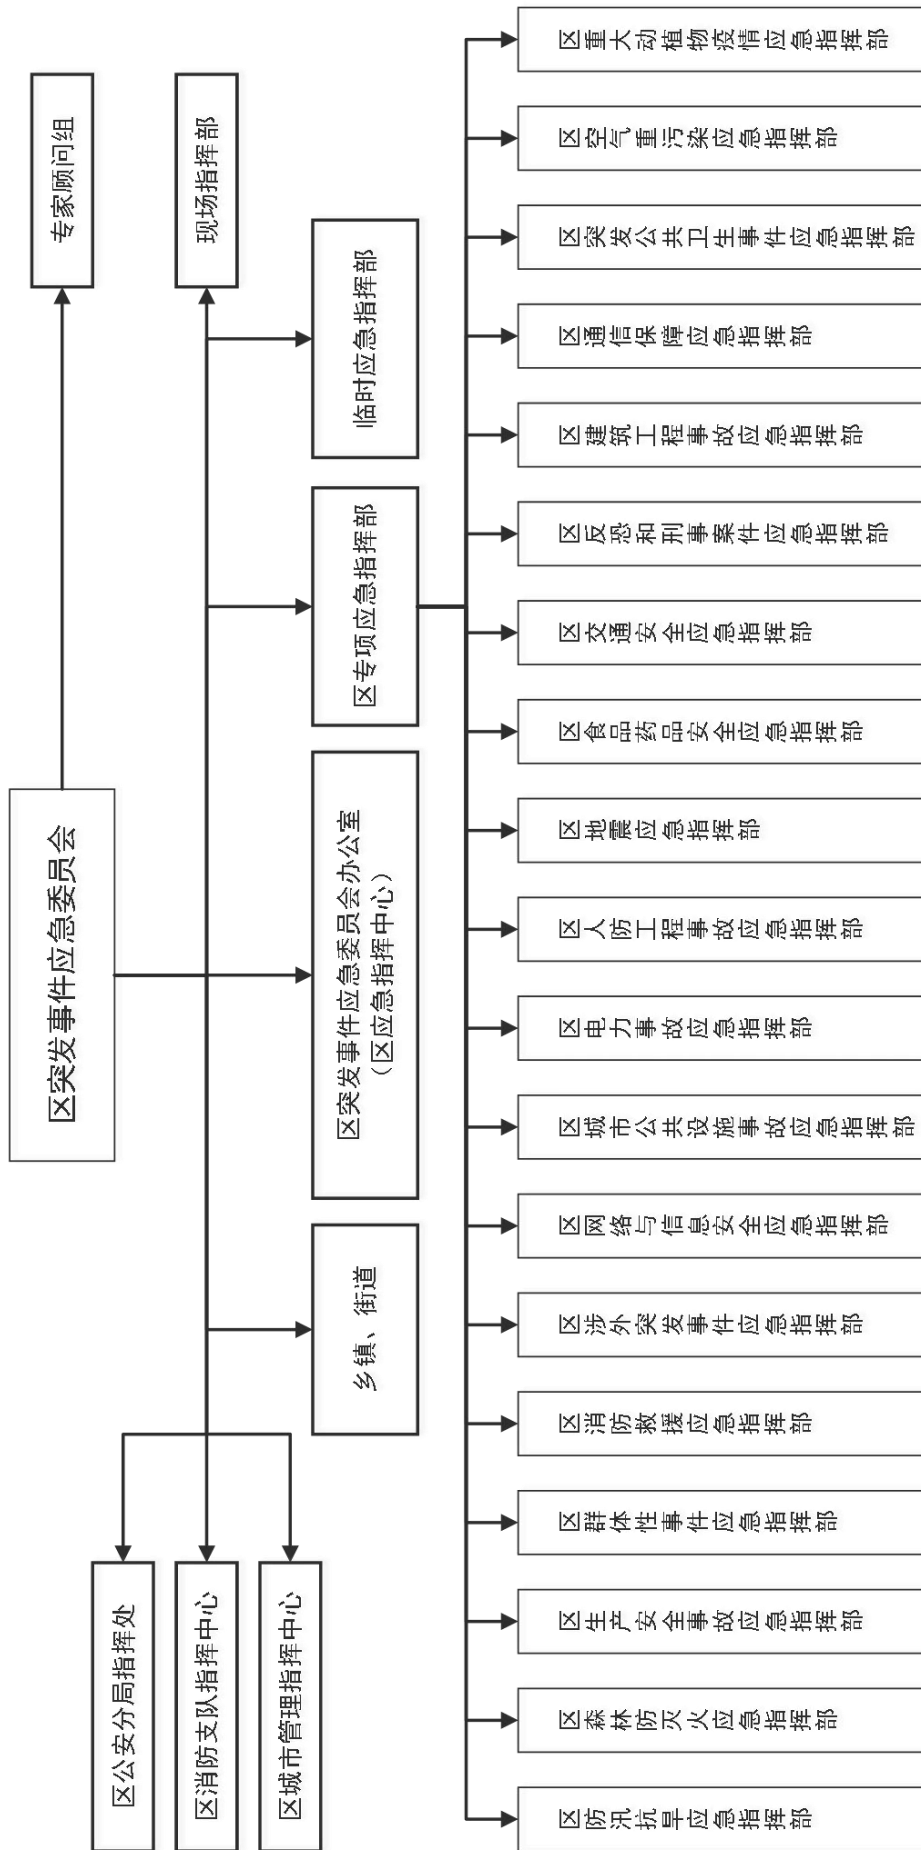 区突发事件应急委员会
专家顾问组
区公安分局指挥处
区消防支队指挥中心
区城市管理指挥中心
现场指挥部
乡镇、街道
区突发事件应急委员会办公室
（区应急指挥中心）
区专项应急指挥部
临时应急指挥部
区防汛抗旱应急指挥部
区森林防灭火应急指挥部
区生产安全事故应急指挥部
区群体性事件应急指挥部
区消防救援应急指挥部
区涉外突发事件应急指挥部
区网络与信息安全应急指挥部
区城市公共设施事故应急指挥部
区电力事故应急指挥部
区人防工程事故应急指挥部
区地震应急指挥部
区食品药品安全应急指挥部
区交通安全应急指挥部
区反恐和刑事案件应急指挥部
区建筑工程事故应急指挥部
区通信保障应急指挥部
区突发公共卫生事件应急指挥部
区空气重污染应急指挥部
区重大动植物疫情应急指挥部